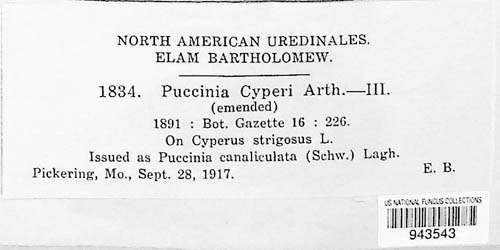 NORTH AMERICAN UREDINALES.
ELAM BARTHOLOMEW.
1834. Puccinia Cyperi Arth.—III.
(emended)
1891 : Bot. Gazette 16 : 226.
On Cyperus strigosus L.
Issued as Puccinia canaliculata (Schw.) Lagh.
Pickering, Mo., Sept. 28, 1917. E. B.
US NATIONAL FUNGUS COLLECTIONS
943543